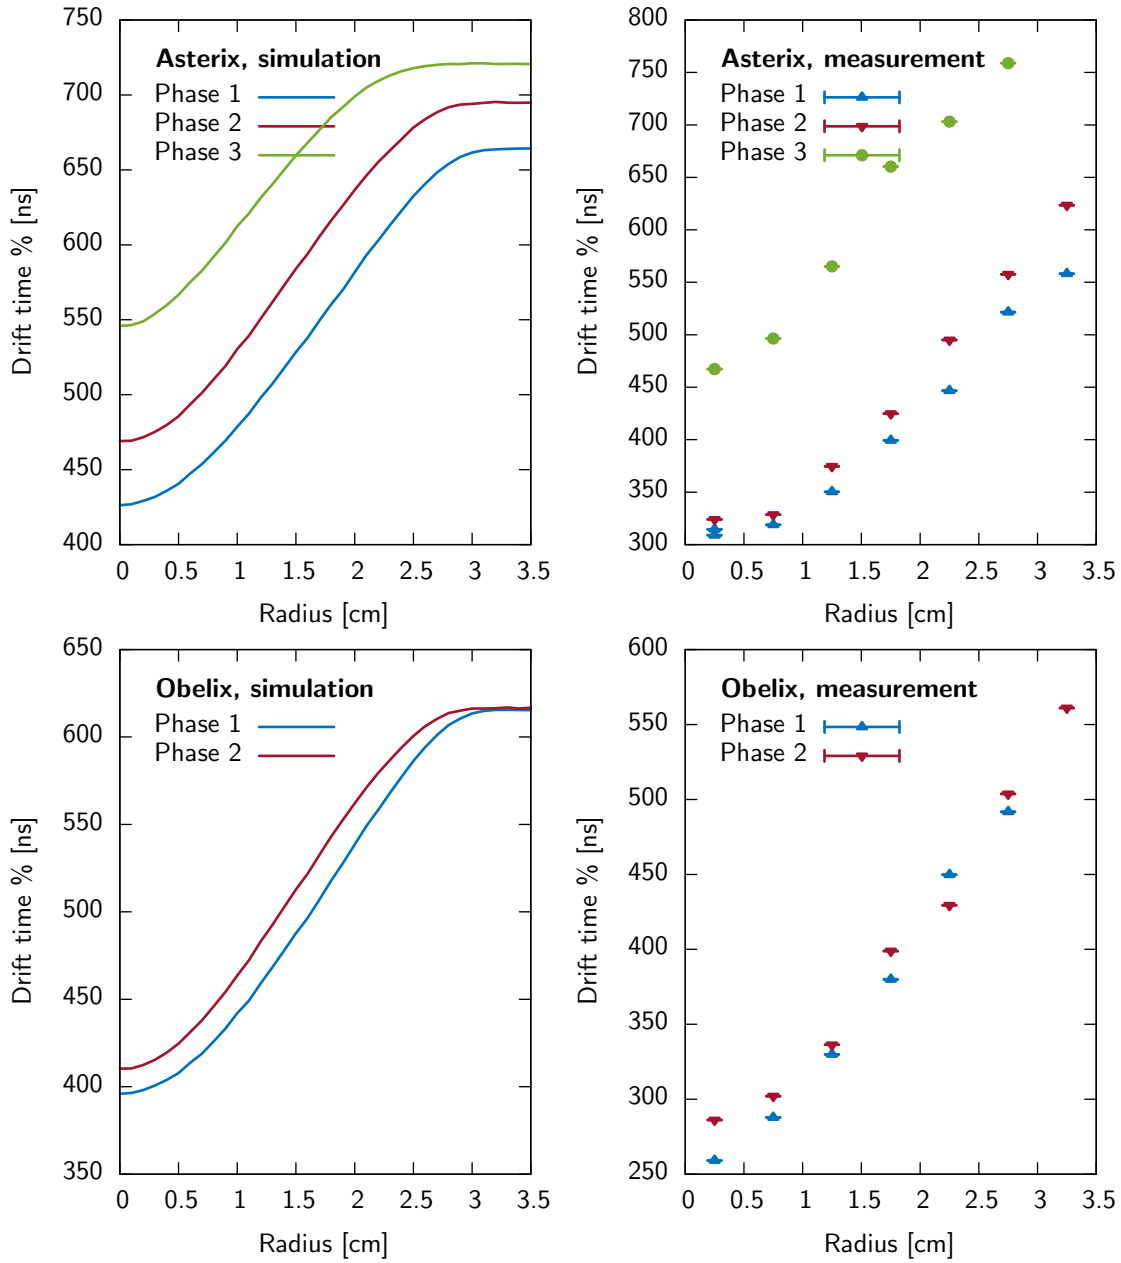 Asterix, simulation
Phase 1
Phase 2
Phase 3
Drift time % [ns]
750
700
650
600
550
500
450
400
0 0.5 1 1.5 2 2.5 3 3.5
Radius [cm]
Asterix, measurement
Phase 1
Phase 2
Phase 3
Drift time % [ns]
800
750
700
650
600
550
500
450
400
350
300
0 0.5 1 1.5 2 2.5 3 3.5
Radius [cm]
Obelix, simulation
Phase 1
Phase 2
Drift time % [ns]
650
600
550
500
450
400
350
0 0.5 1 1.5 2 2.5 3 3.5
Radius [cm]
Obelix, measurement
Phase 1
Phase 2
Drift time % [ns]
600
550
500
450
400
350
300
250
0 0.5 1 1.5 2 2.5 3 3.5
Radius [cm]